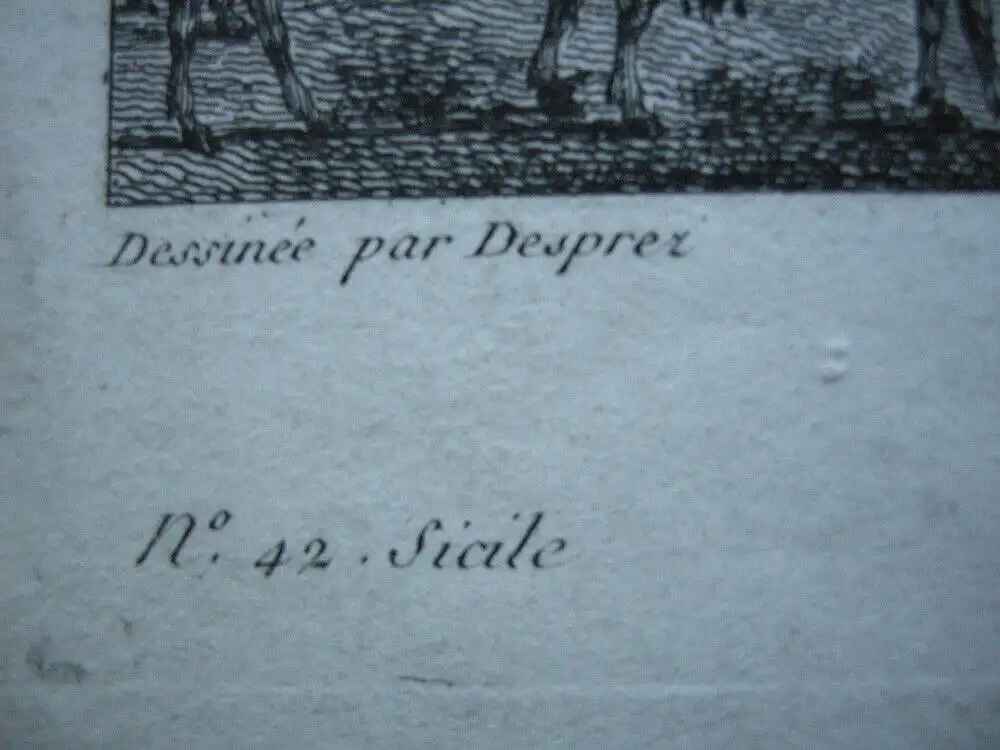 Dessinée par Desprez
N.º 42. Sicile